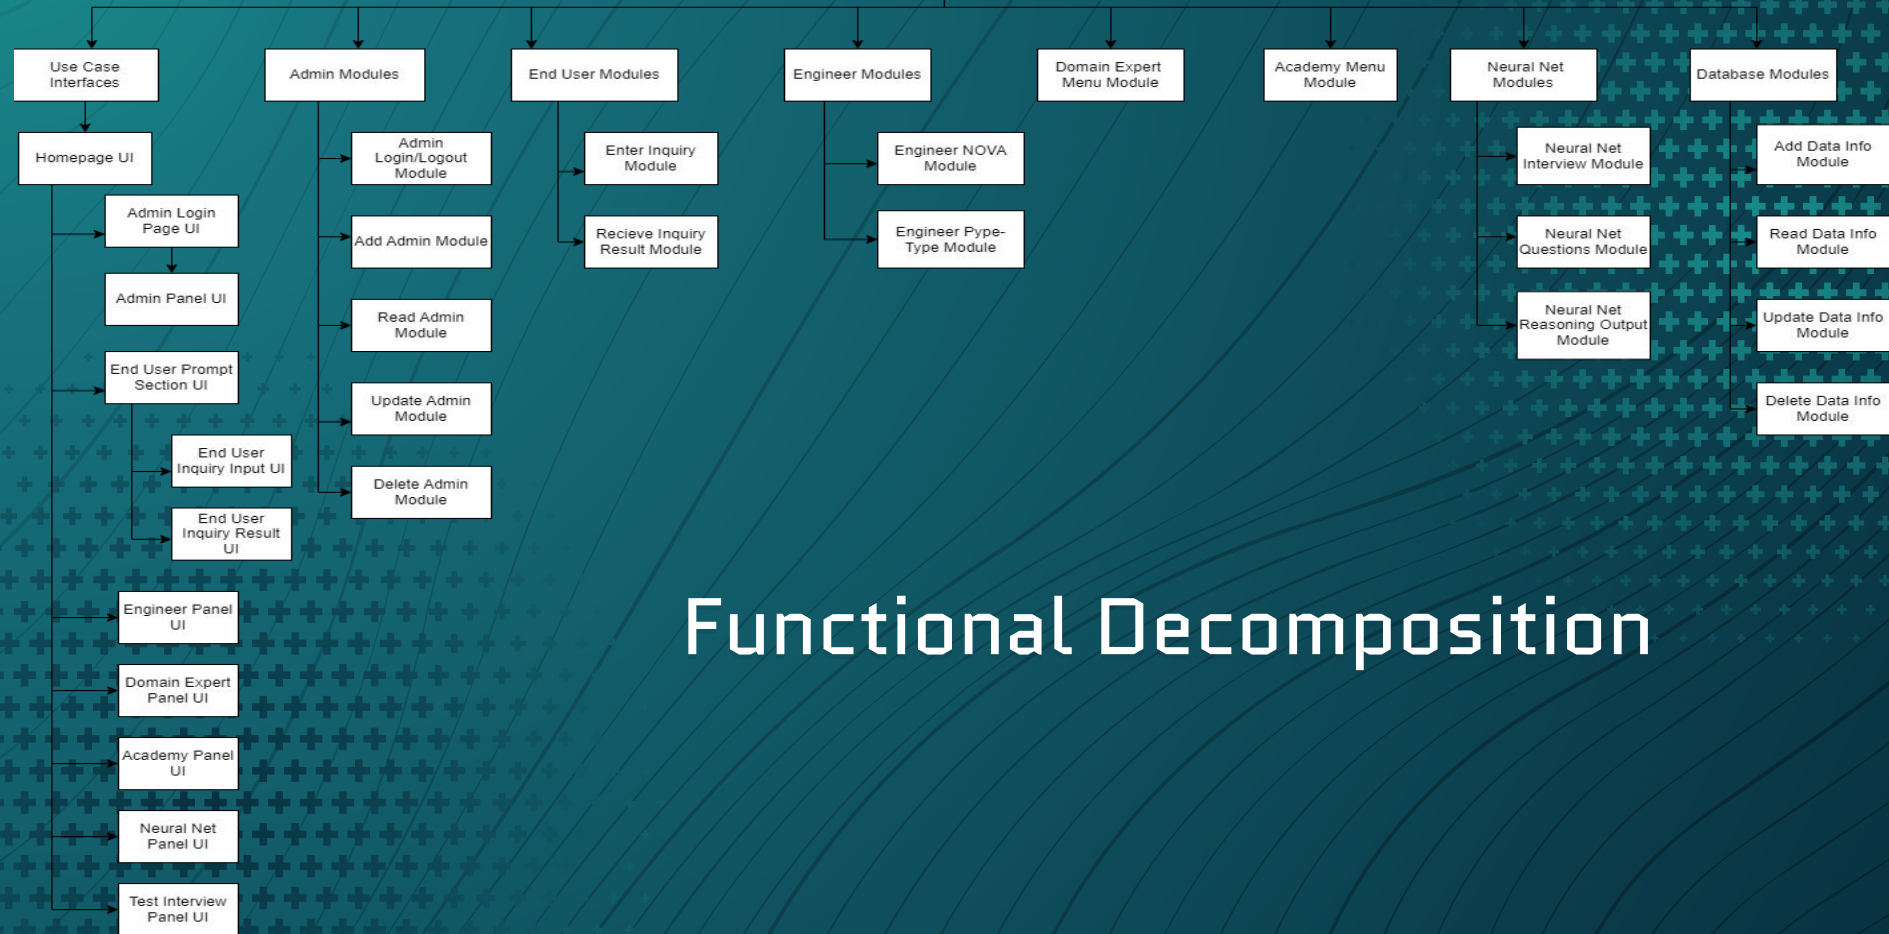 Use Case
Interfaces
Admin Modules
End User Modules
Engineer Modules
Domain Expert
Menu Module
Academy Menu
Module
Neural Net
Modules
Database Modules
Homepage UI
Admin Login
Page UI
Admin Panel UI
End User Prompt
Section UI
End User
Inquiry Input UI
End User
Inquiry Result
UI
Engineer Panel
UI
Domain Expert
Panel UI
Academy Panel
UI
Neural Net
Panel UI
Test Interview
Panel UI
Admin
Login/Logout
Module
Add Admin Module
Read Admin
Module
Update Admin
Module
Delete Admin
Module
Enter Inquiry
Module
Recieve Inquiry
Result Module
Engineer NOVA
Module
Engineer Pype-
Type Module
Neural Net
Interview Module
Neural Net
Questions Module
Neural Net
Reasoning Output
Module
Add Data Info
Module
Read Data Info
Module
Update Data Info
Module
Delete Data Info
Module
Functional Decomposition